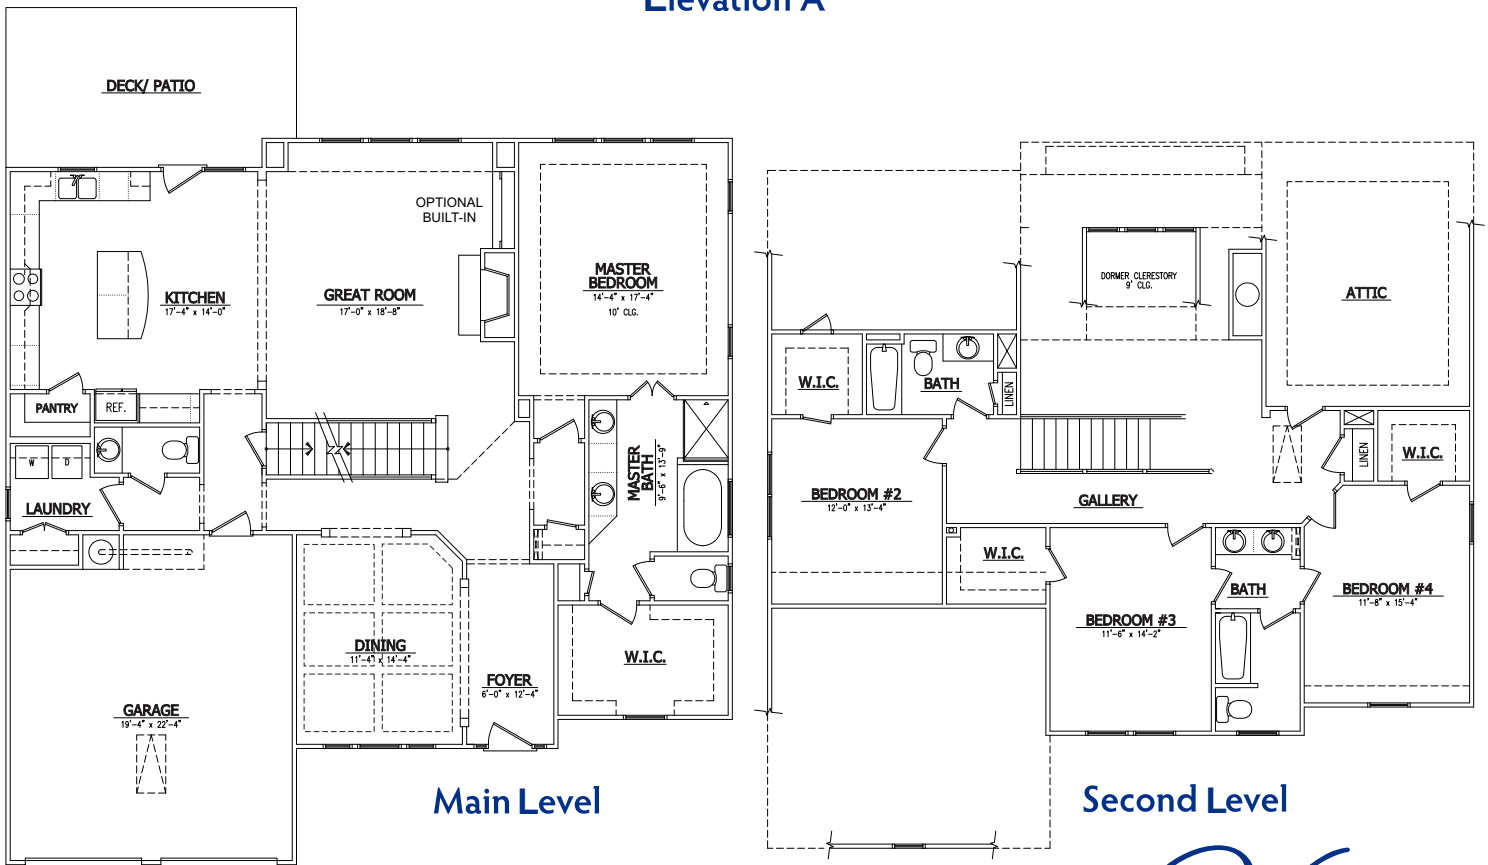 Elevation A
DECK/ PATIO
OPTIONAL
BUILT-IN
KITCHEN
17'-4" x 14'-0"
GREAT ROOM
17'-0" x 18'-8"
MASTER
BEDROOM
14'-4" x 17'-4"
10' CLG.
PANTRY
REF.
W D
LAUNDRY
MASTER
BATH
9'-6" x 13'-9"
DINING
11'-4" x 14'-4"
FOYER
6'-0" x 12'-4"
W.I.C.
GARAGE
19'-4" x 22'-4"
Main Level
DORMER CLERESTORY
9' CLG.
ATTIC
W.I.C.
BATH
LINEN
LINEN
W.I.C.
BEDROOM #2
12'-0" x 13'-4"
GALLERY
W.I.C.
BEDROOM #3
11'-6" x 14'-2"
BATH
BEDROOM #4
11'-8" x 15'-4"
Second Level